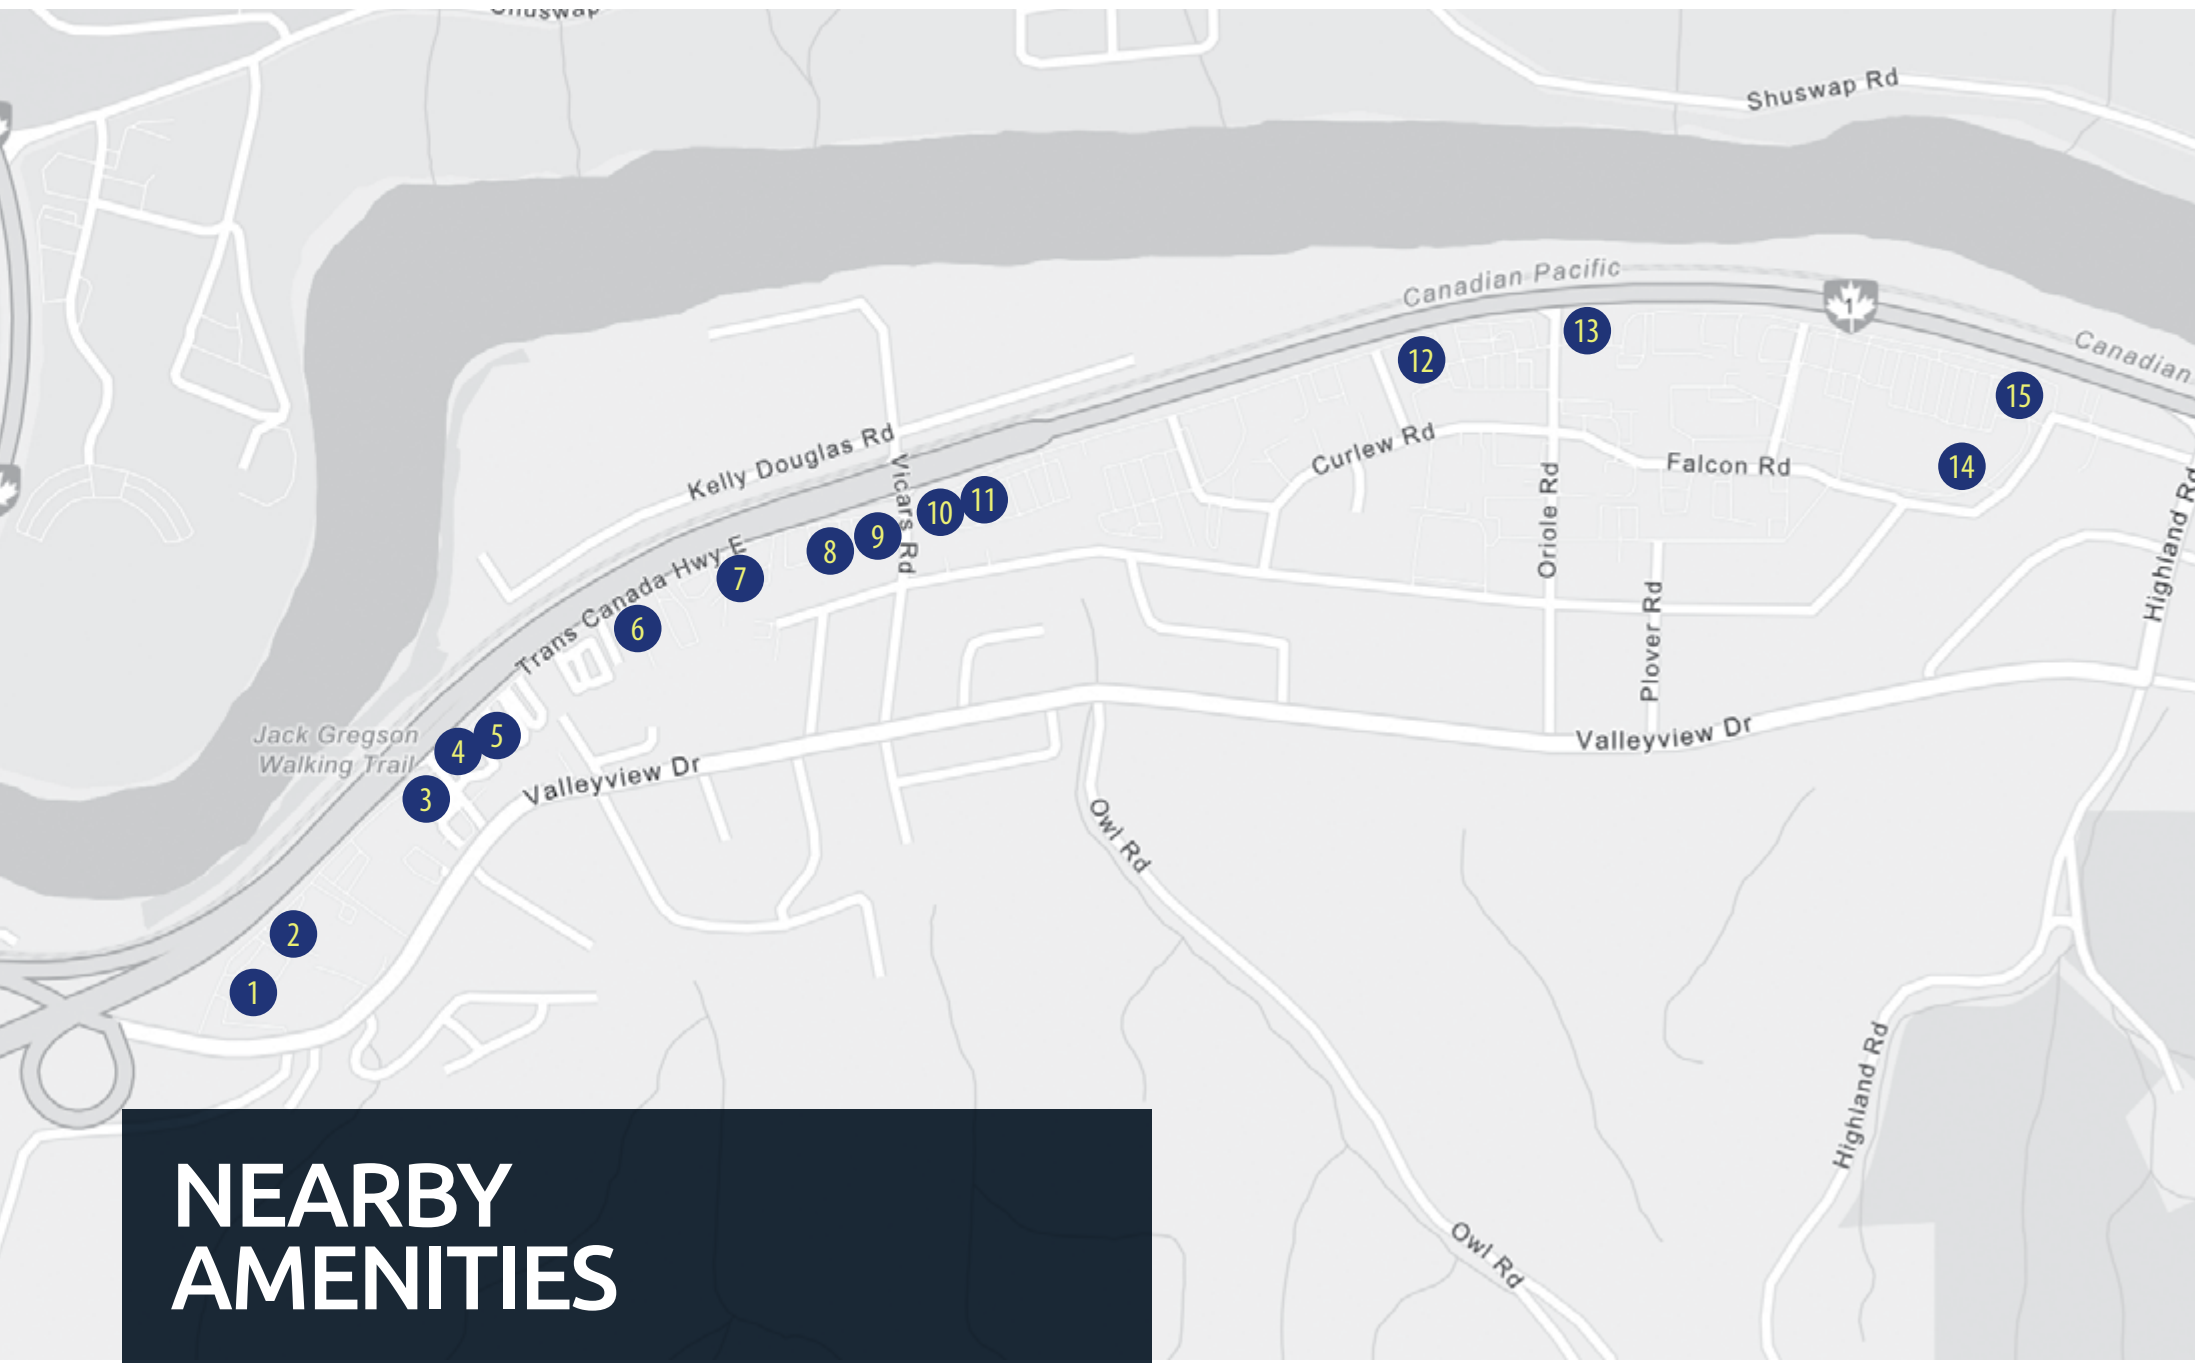 Shuswap
Shuswap Rd
Canadian Pacific
1
Canadian
13
12
15
Kelly Douglas Rd
Vicars Rd
Curlew Rd
Falcon Rd
14
Oriole Rd
Highland Rd
11
10
9
8
7
Trans Canada Hwy E
6
Plover Rd
Jack Gregson
Walking Trail
5
4
3
Valleyview Dr
Valleyview Dr
Owl Rd
2
1
Highland Rd
Owl Rd
NEARBY
AMENITIES